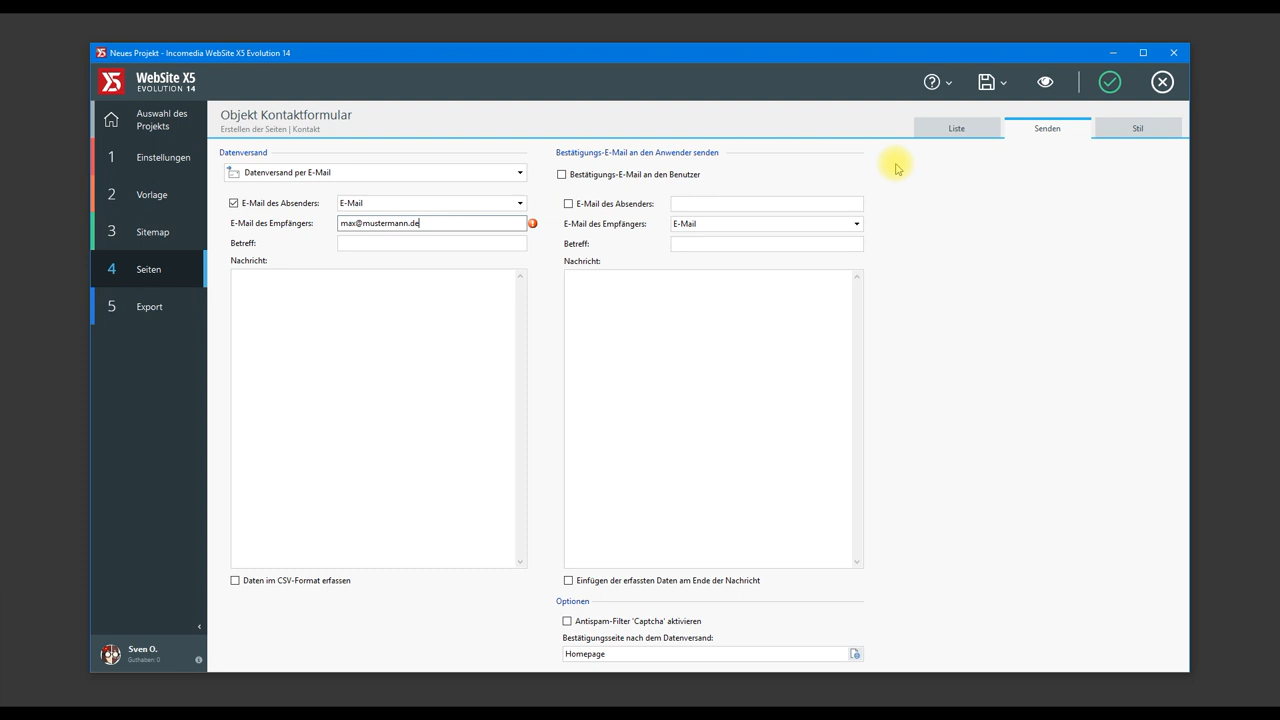 Neues Projekt - Incomedia WebSite X5 Evolution 14
WebSite X5
EVOLUTION 14
Auswahl des
Projekts
1 Einstellungen
2 Vorlage
3 Sitemap
4 Seiten
5 Export
Sven O.
Guthaben: 0
Objekt Kontaktformular
Erstellen der Seiten | Kontakt
Liste
Senden
Stil
Datenversand
Datenversand per E-Mail
E-Mail des Absenders: E-Mail
E-Mail des Empfängers: max@mustermann.de
Betreff:
Nachricht:
Daten im CSV-Format erfassen
Bestätigungs-E-Mail an den Anwender senden
Bestätigungs-E-Mail an den Benutzer
E-Mail des Absenders:
E-Mail des Empfängers: E-Mail
Betreff:
Nachricht:
Einfügen der erfassten Daten am Ende der Nachricht
Optionen
Antispam-Filter 'Captcha' aktivieren
Bestätigungsseite nach dem Datenversand:
Homepage